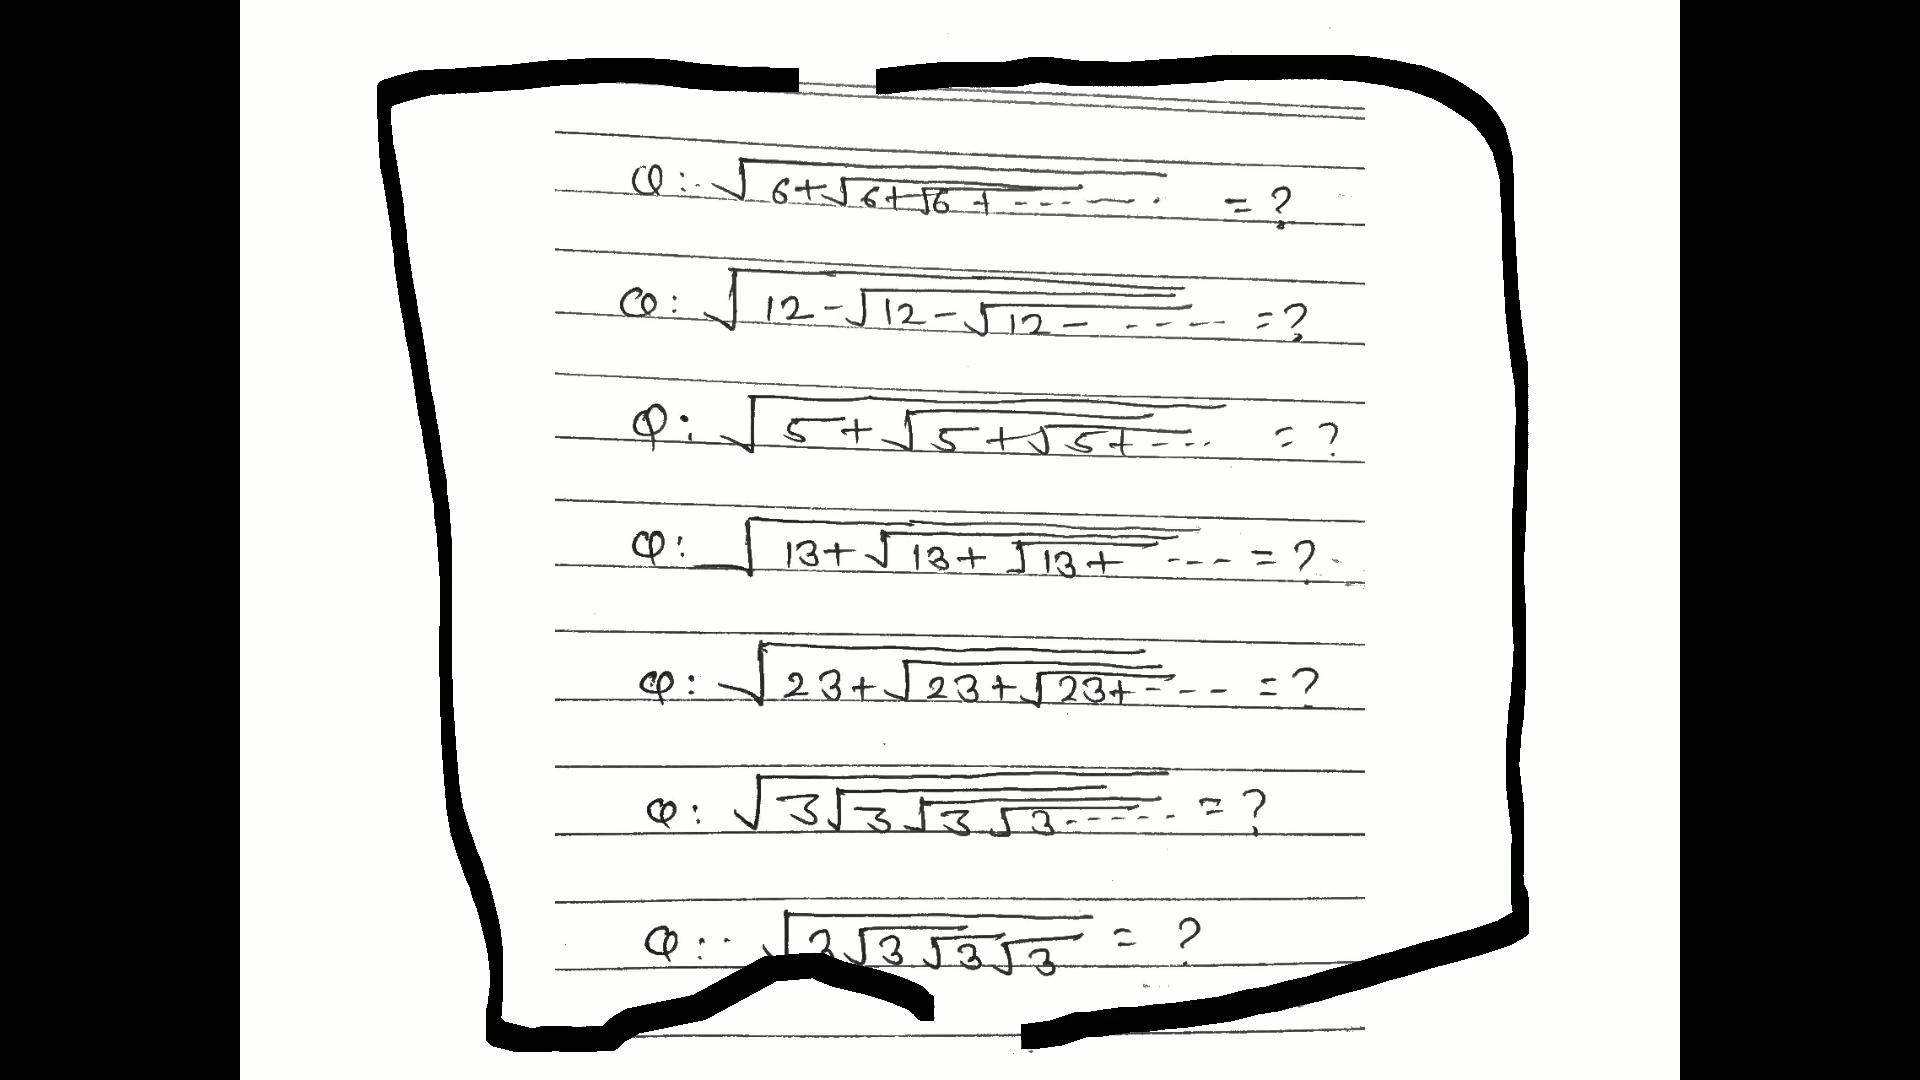 Q:- √6+√6+√6+------- = ?
Q: √12-√12-√12------- = ?
Q: √5+√5+√5+--- = ?
Q: √13+√13+√13+---- = ?
Q: √23+√23+√23+---- = ?
Q: √3√3√3√3------ = ?
Q:- √3√3√3√3 = ?